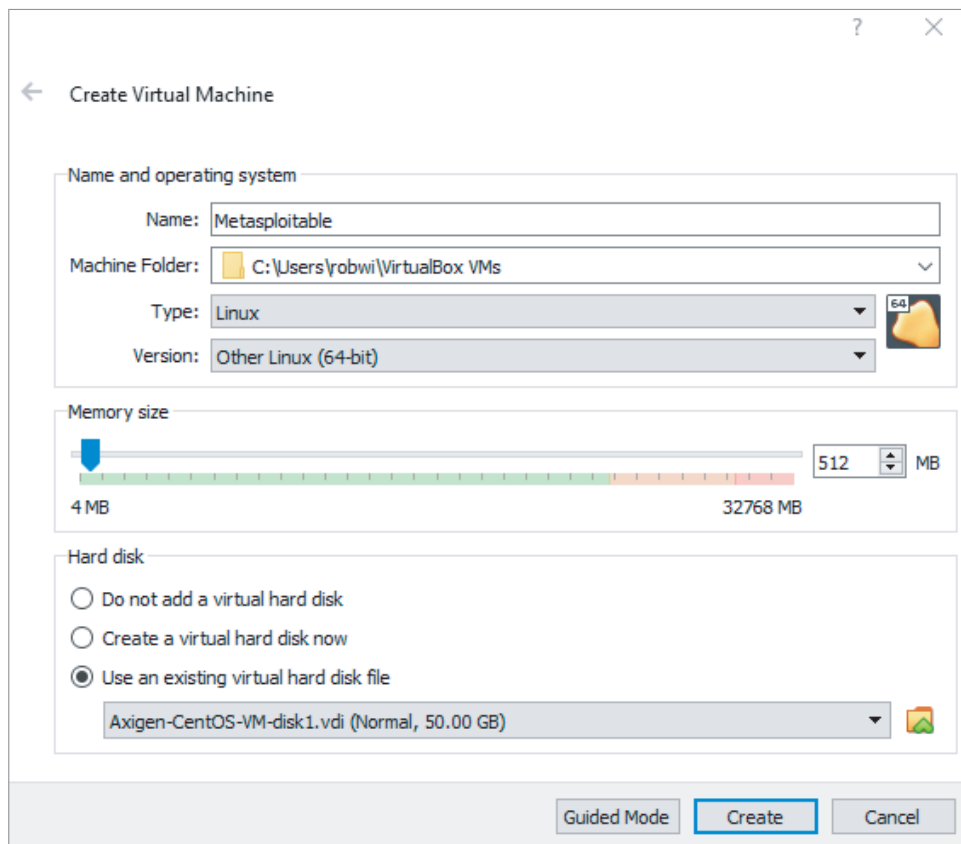 ?
Create Virtual Machine
Name and operating system
Name: Metasploitable
Machine Folder: C:\Users\robwi\VirtualBox VMs
Type: Linux
64
Version: Other Linux (64-bit)
Memory size
512 MB
4 MB 32768 MB
Hard disk
Do not add a virtual hard disk
Create a virtual hard disk now
Use an existing virtual hard disk file
Axigen-CentOS-VM-disk1.vdi (Normal, 50.00 GB)
Guided Mode Create Cancel